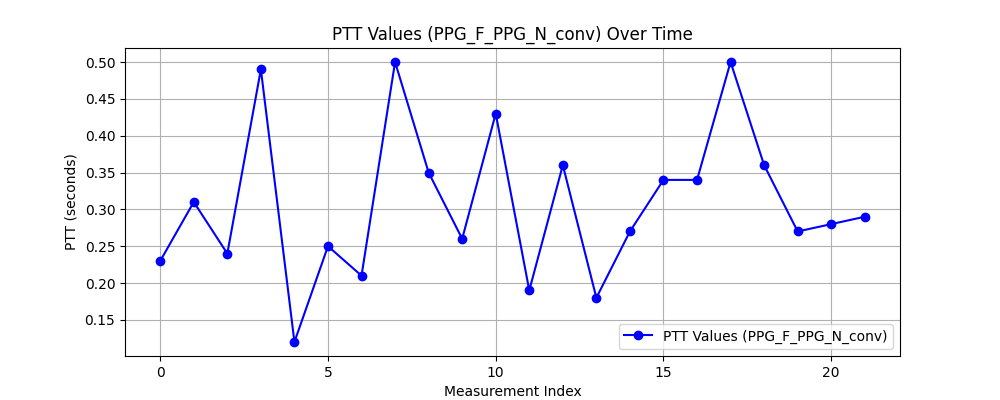 PTT Values (PPG_F_PPG_N_conv) Over Time
PTT (seconds)
0.50
0.45
0.40
0.35
0.30
0.25
0.20
0.15
PTT Values (PPG_F_PPG_N_conv)
0 5 10 15 20
Measurement Index